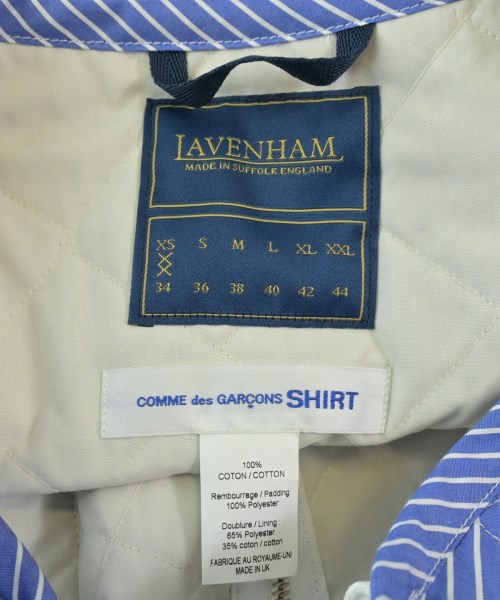 LAVENHAM
MADE IN SUFFOLK ENGLAND
XS S M L XL XXL
34 36 38 40 42 44
COMME des GARÇONS SHIRT
100%
COTON / COTTON
Rembourrage / Padding:
100% Polyester
Doublure / Lining :
65% Polyester
35% coton / cotton
FABRIQUE AU ROYAUME-UNI
MADE IN UK